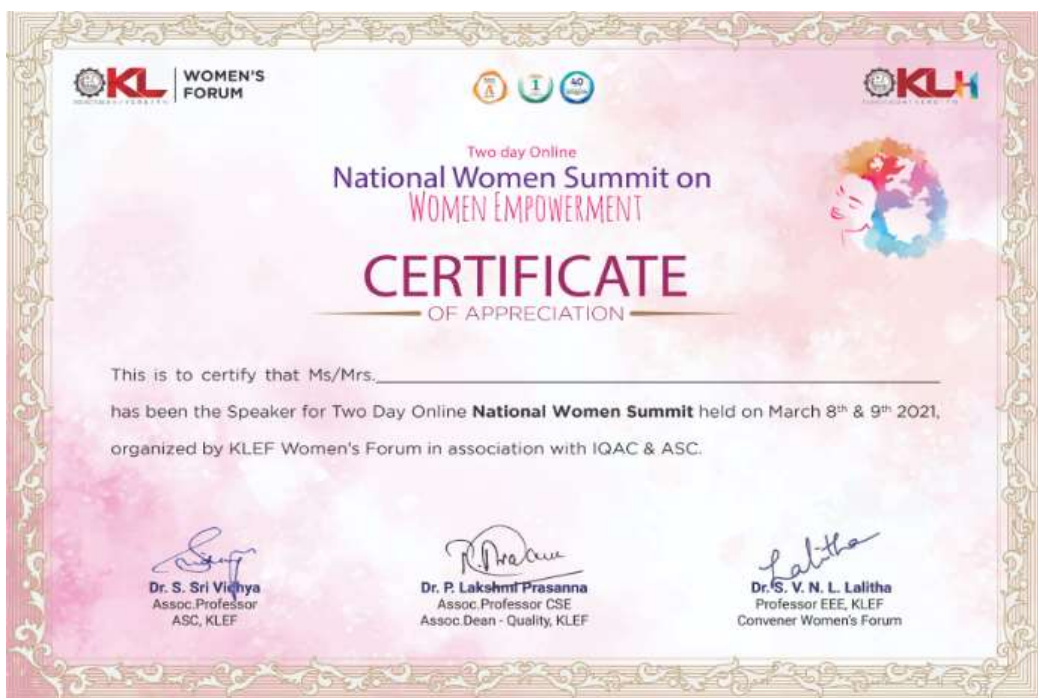 KL WOMEN'S
FORUM
KLH
Two day Online
National Women Summit on
WOMEN EMPOWERMENT
CERTIFICATE
OF APPRECIATION
This is to certify that Ms/Mrs.
has been the Speaker for Two Day Online National Women Summit held on March 8th & 9th 2021,
organized by KLEF Women's Forum in association with IQAC & ASC.
Lalitha
Dr. S. Sri Vidhya
Assoc.Professor
ASC, KLEF
Dr. P. Lakshmi Prasanna
Assoc.Professor CSE
Assoc.Dean - Quality, KLEF
Dr. S. V. N. L. Lalitha
Professor EEE, KLEF
Convener Women's Forum